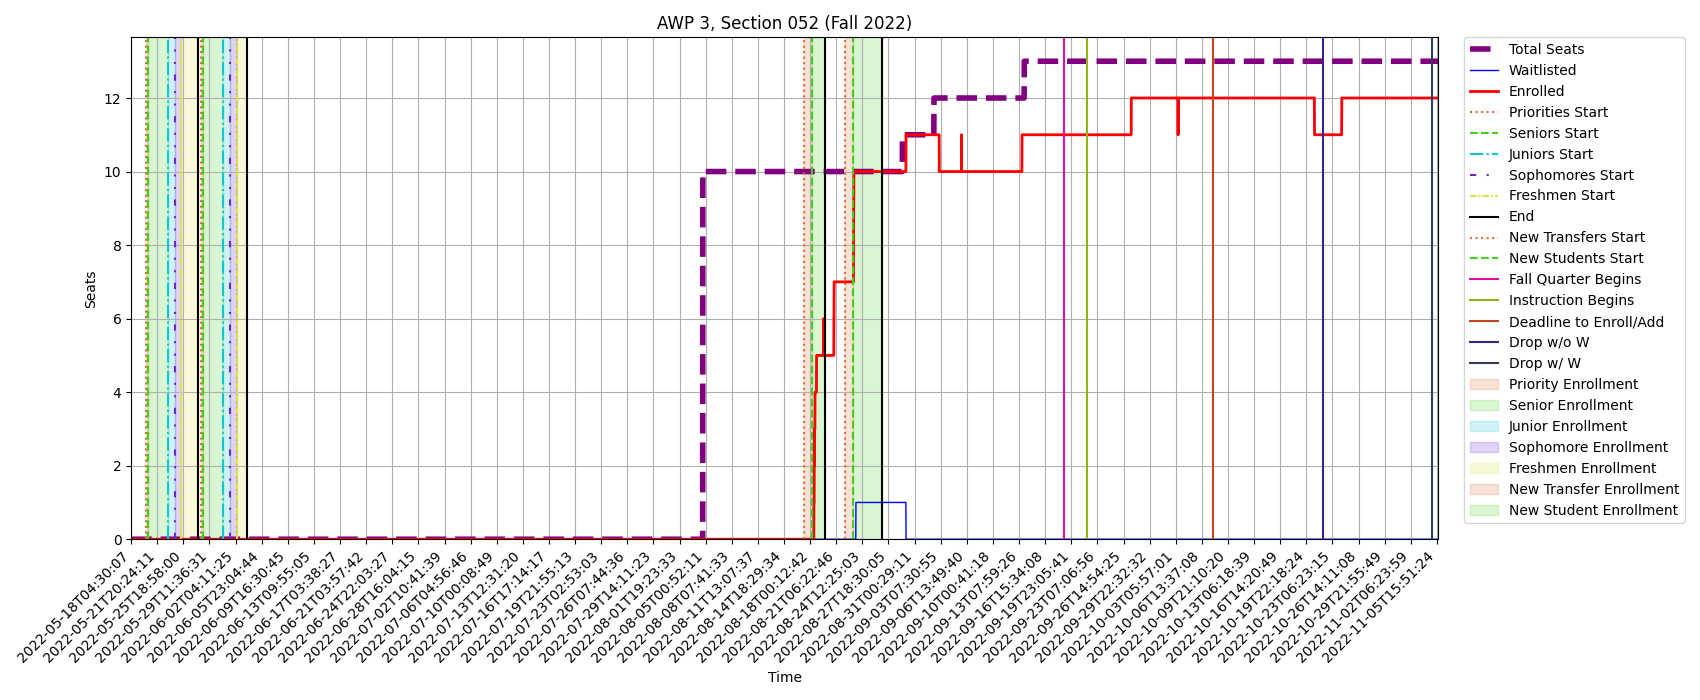 AWP 3, Section 052 (Fall 2022)
Seats
12
10
8
6
4
2
0
2022-05-18T04:30:07
2022-05-21T20:24:11
2022-05-25T18:58:00
2022-05-29T11:36:31
2022-06-02T04:11:25
2022-06-05T23:04:44
2022-06-09T16:30:45
2022-06-13T09:55:05
2022-06-17T03:38:27
2022-06-21T03:57:42
2022-06-24T22:03:27
2022-06-28T16:04:15
2022-07-02T10:41:39
2022-07-06T04:56:46
2022-07-10T00:08:49
2022-07-13T12:31:20
2022-07-16T17:14:17
2022-07-19T21:55:13
2022-07-23T02:53:03
2022-07-26T07:44:36
2022-07-29T14:11:23
2022-08-01T19:23:33
2022-08-05T00:52:11
2022-08-08T07:41:33
2022-08-11T13:07:37
2022-08-14T18:29:34
2022-08-18T00:12:42
2022-08-21T06:22:46
2022-08-24T12:25:03
2022-08-27T18:30:05
2022-08-31T00:29:11
2022-09-03T07:30:55
2022-09-06T13:49:40
2022-09-10T00:41:18
2022-09-13T07:59:26
2022-09-16T15:34:08
2022-09-19T23:05:41
2022-09-23T07:06:56
2022-09-26T14:54:25
2022-09-29T22:32:32
2022-10-03T05:57:01
2022-10-06T13:37:08
2022-10-09T21:10:20
2022-10-13T06:18:39
2022-10-16T14:20:49
2022-10-19T22:18:24
2022-10-23T06:23:15
2022-10-26T14:11:08
2022-10-29T21:55:49
2022-11-02T06:23:59
2022-11-05T15:51:24
Time
Total Seats
Waitlisted
Enrolled
Priorities Start
Seniors Start
Juniors Start
Sophomores Start
Freshmen Start
End
New Transfers Start
New Students Start
Fall Quarter Begins
Instruction Begins
Deadline to Enroll/Add
Drop w/o W
Drop w/ W
Priority Enrollment
Senior Enrollment
Junior Enrollment
Sophomore Enrollment
Freshmen Enrollment
New Transfer Enrollment
New Student Enrollment